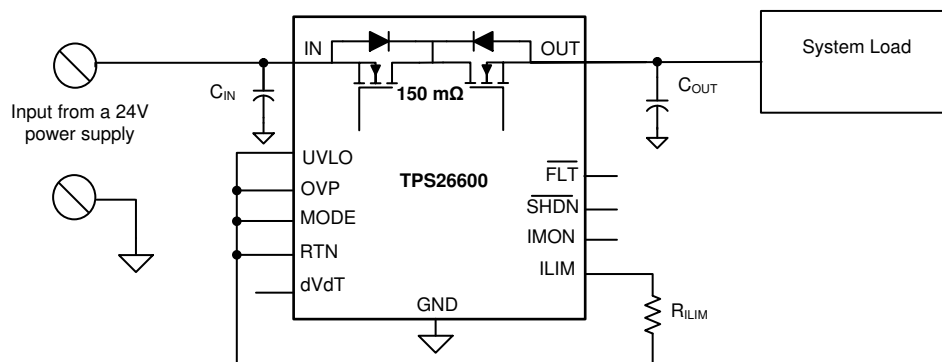 IN
OUT
System Load
C_IN
150 mΩ
C_OUT
Input from a 24V
power supply
UVLO
TPS26600
FLT
OVP
SHDN
MODE
IMON
RTN
ILIM
dVdT
GND
R_ILIM